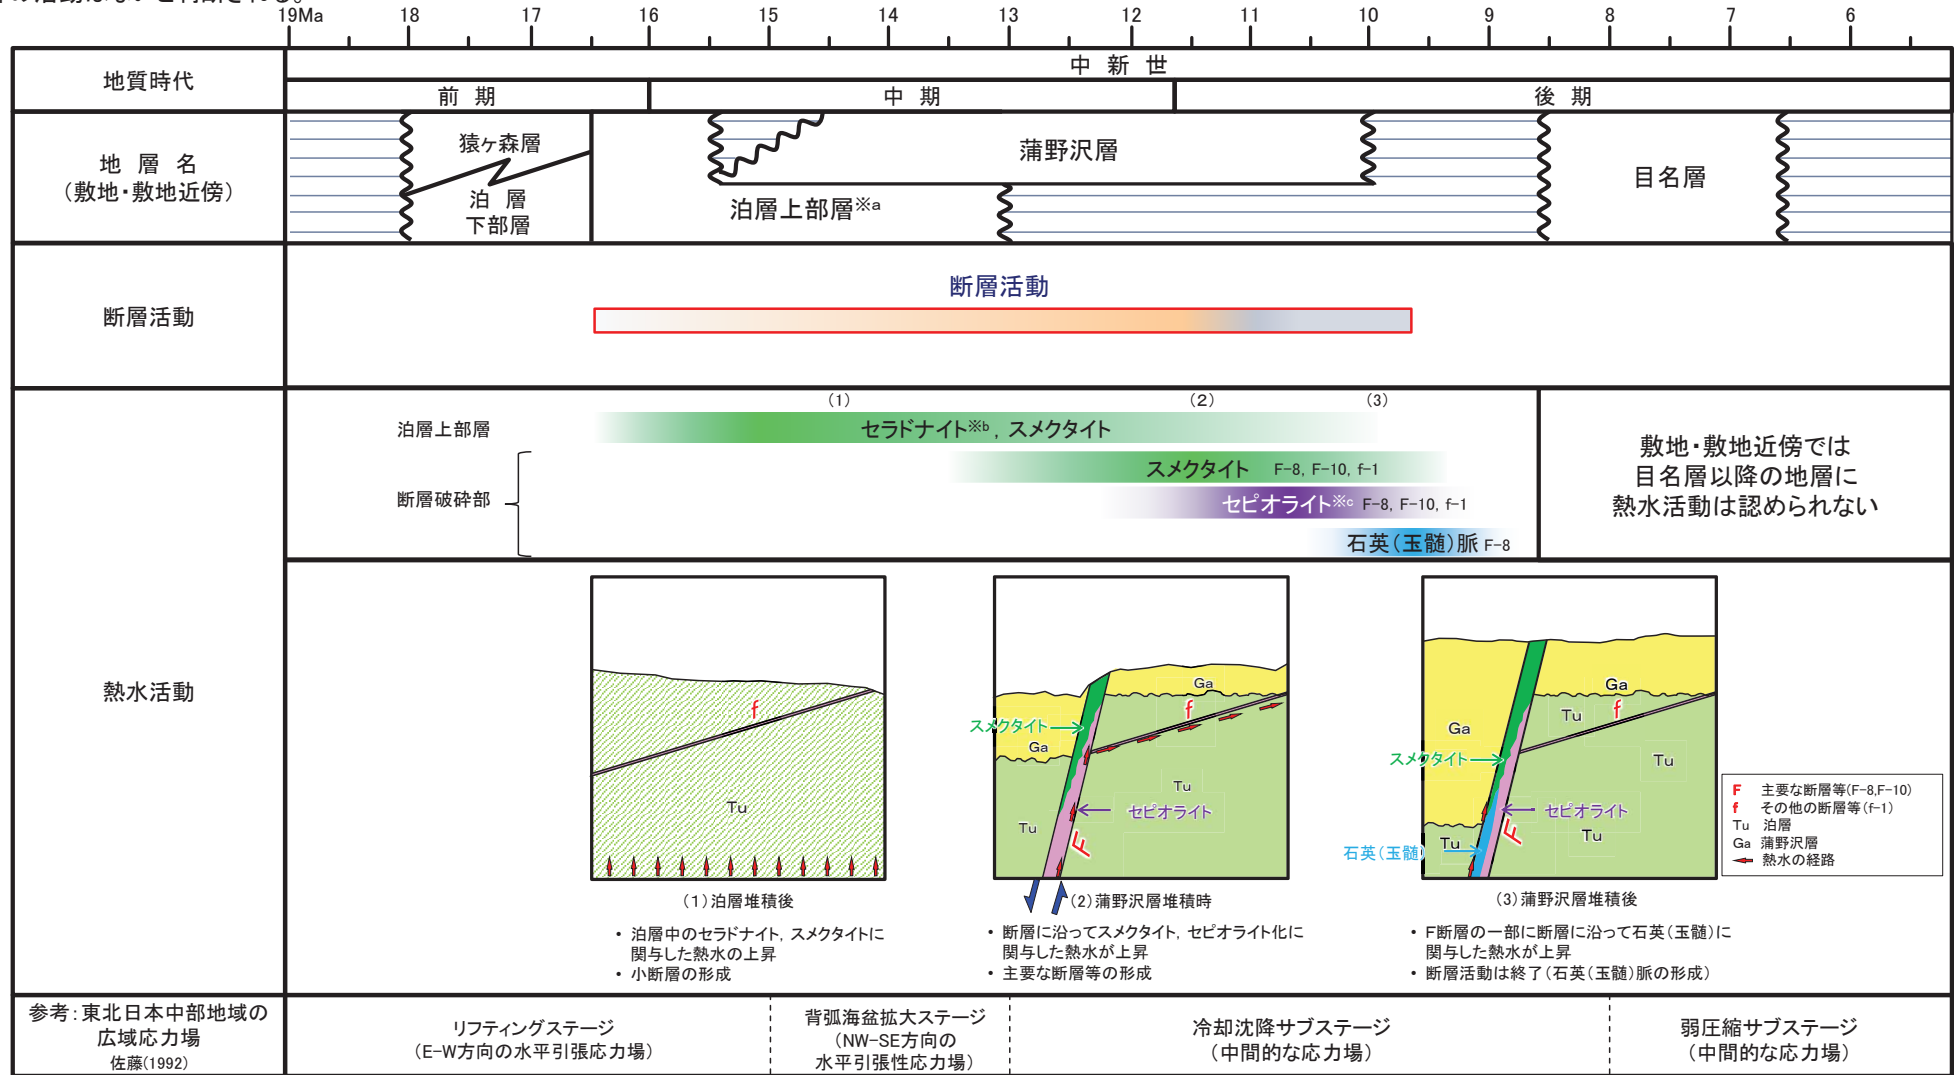 19Ma 18 17 16 15 14 13 12 11 10 9 8 7 6
地質時代
中 新 世
前 期
中 期
後 期
地 層 名
(敷地・敷地近傍)
猿ヶ森層
泊 層
下部層
泊層上部層※a
蒲野沢層
目名層
断層活動
断層活動
熱水活動
(1)
(2)
(3)
泊層上部層
セラドナイト※b, スメクタイト
断層破砕部
スメクタイト F-8, F-10, f-1
セピオライト※c F-8, F-10, f-1
石英(玉髄)脈 F-8
敷地・敷地近傍では
目名層以降の地層に
熱水活動は認められない
f
Tu
(1)泊層堆積後
・ 泊層中のセラドナイト, スメクタイトに
関与した熱水の上昇
・ 小断層の形成
Ga
f
スメクタイト
Ga
Tu
セピオライト
Tu
F
(2)蒲野沢層堆積時
・ 断層に沿ってスメクタイト, セピオライト化に
関与した熱水が上昇
・ 主要な断層等の形成
Ga
f
Tu
Ga
スメクタイト
Tu
セピオライト
F
Tu
Tu
石英(玉髄)
(3)蒲野沢層堆積後
・ F断層の一部に断層に沿って石英(玉髄)に
関与した熱水が上昇
・ 断層活動は終了(石英(玉髄)脈の形成)
F 主要な断層等(F-8,F-10)
f その他の断層等(f-1)
Tu 泊層
Ga 蒲野沢層
熱水の経路
参考:東北日本中部地域の
広域応力場
佐藤(1992)
リフティングステージ
(E-W方向の水平引張応力場)
背弧海盆拡大ステージ
(NW-SE方向の
水平引張性応力場)
冷却沈降サブステージ
(中間的な応力場)
弱圧縮サブステージ
(中間的な応力場)